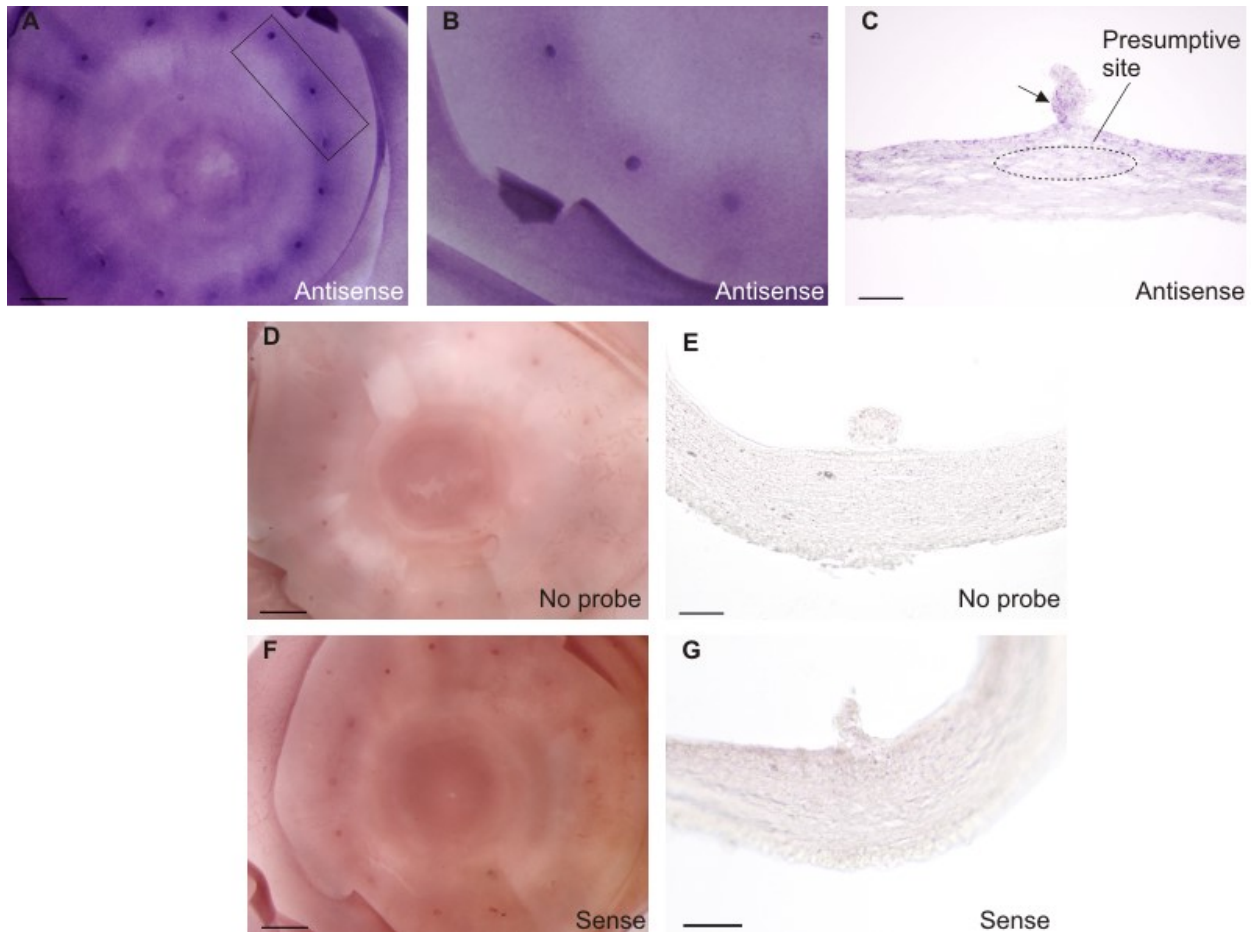 A
Antisense
B
Antisense
C
Presumptive
site
Antisense
D
No probe
E
No probe
F
Sense
G
Sense